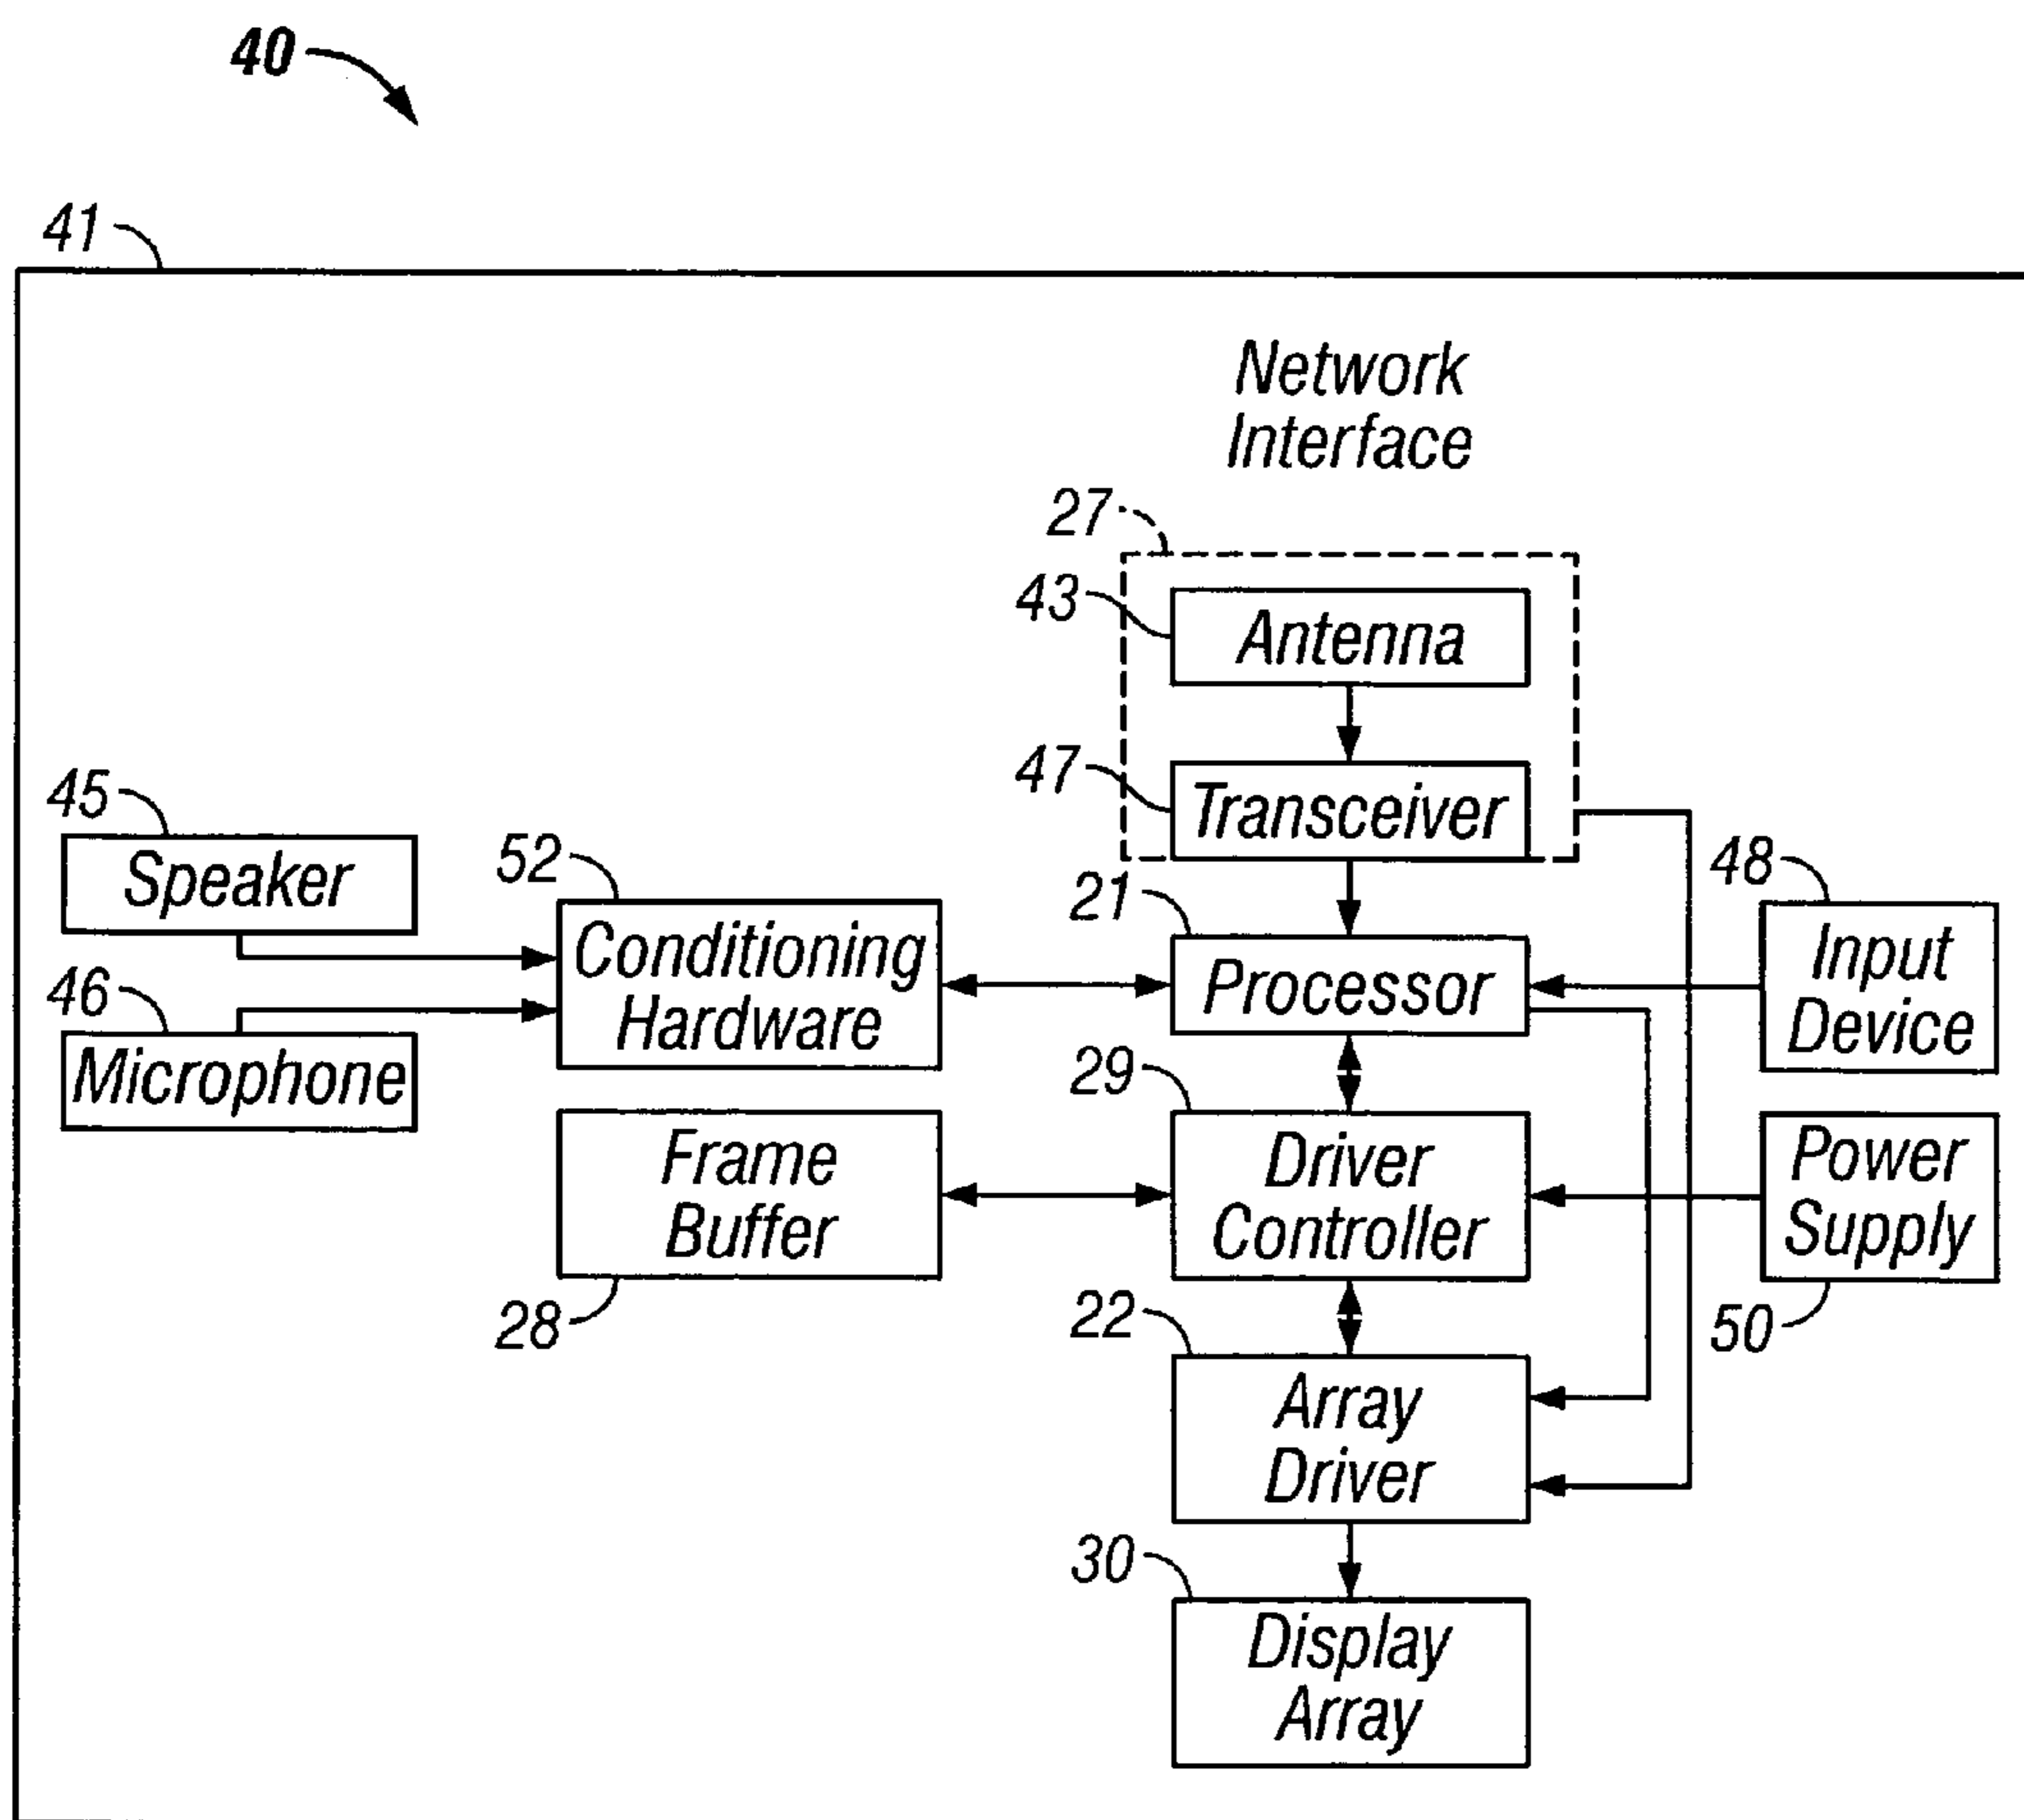 40
41
Network
Interface
27
43
Antenna
47
Transceiver
45
Speaker
52
Conditioning
Hardware
21
Processor
48
Input
Device
46
Microphone
29
Driver
Controller
Frame
Buffer
28
Power
Supply
50
22
Array
Driver
30
Display
Array